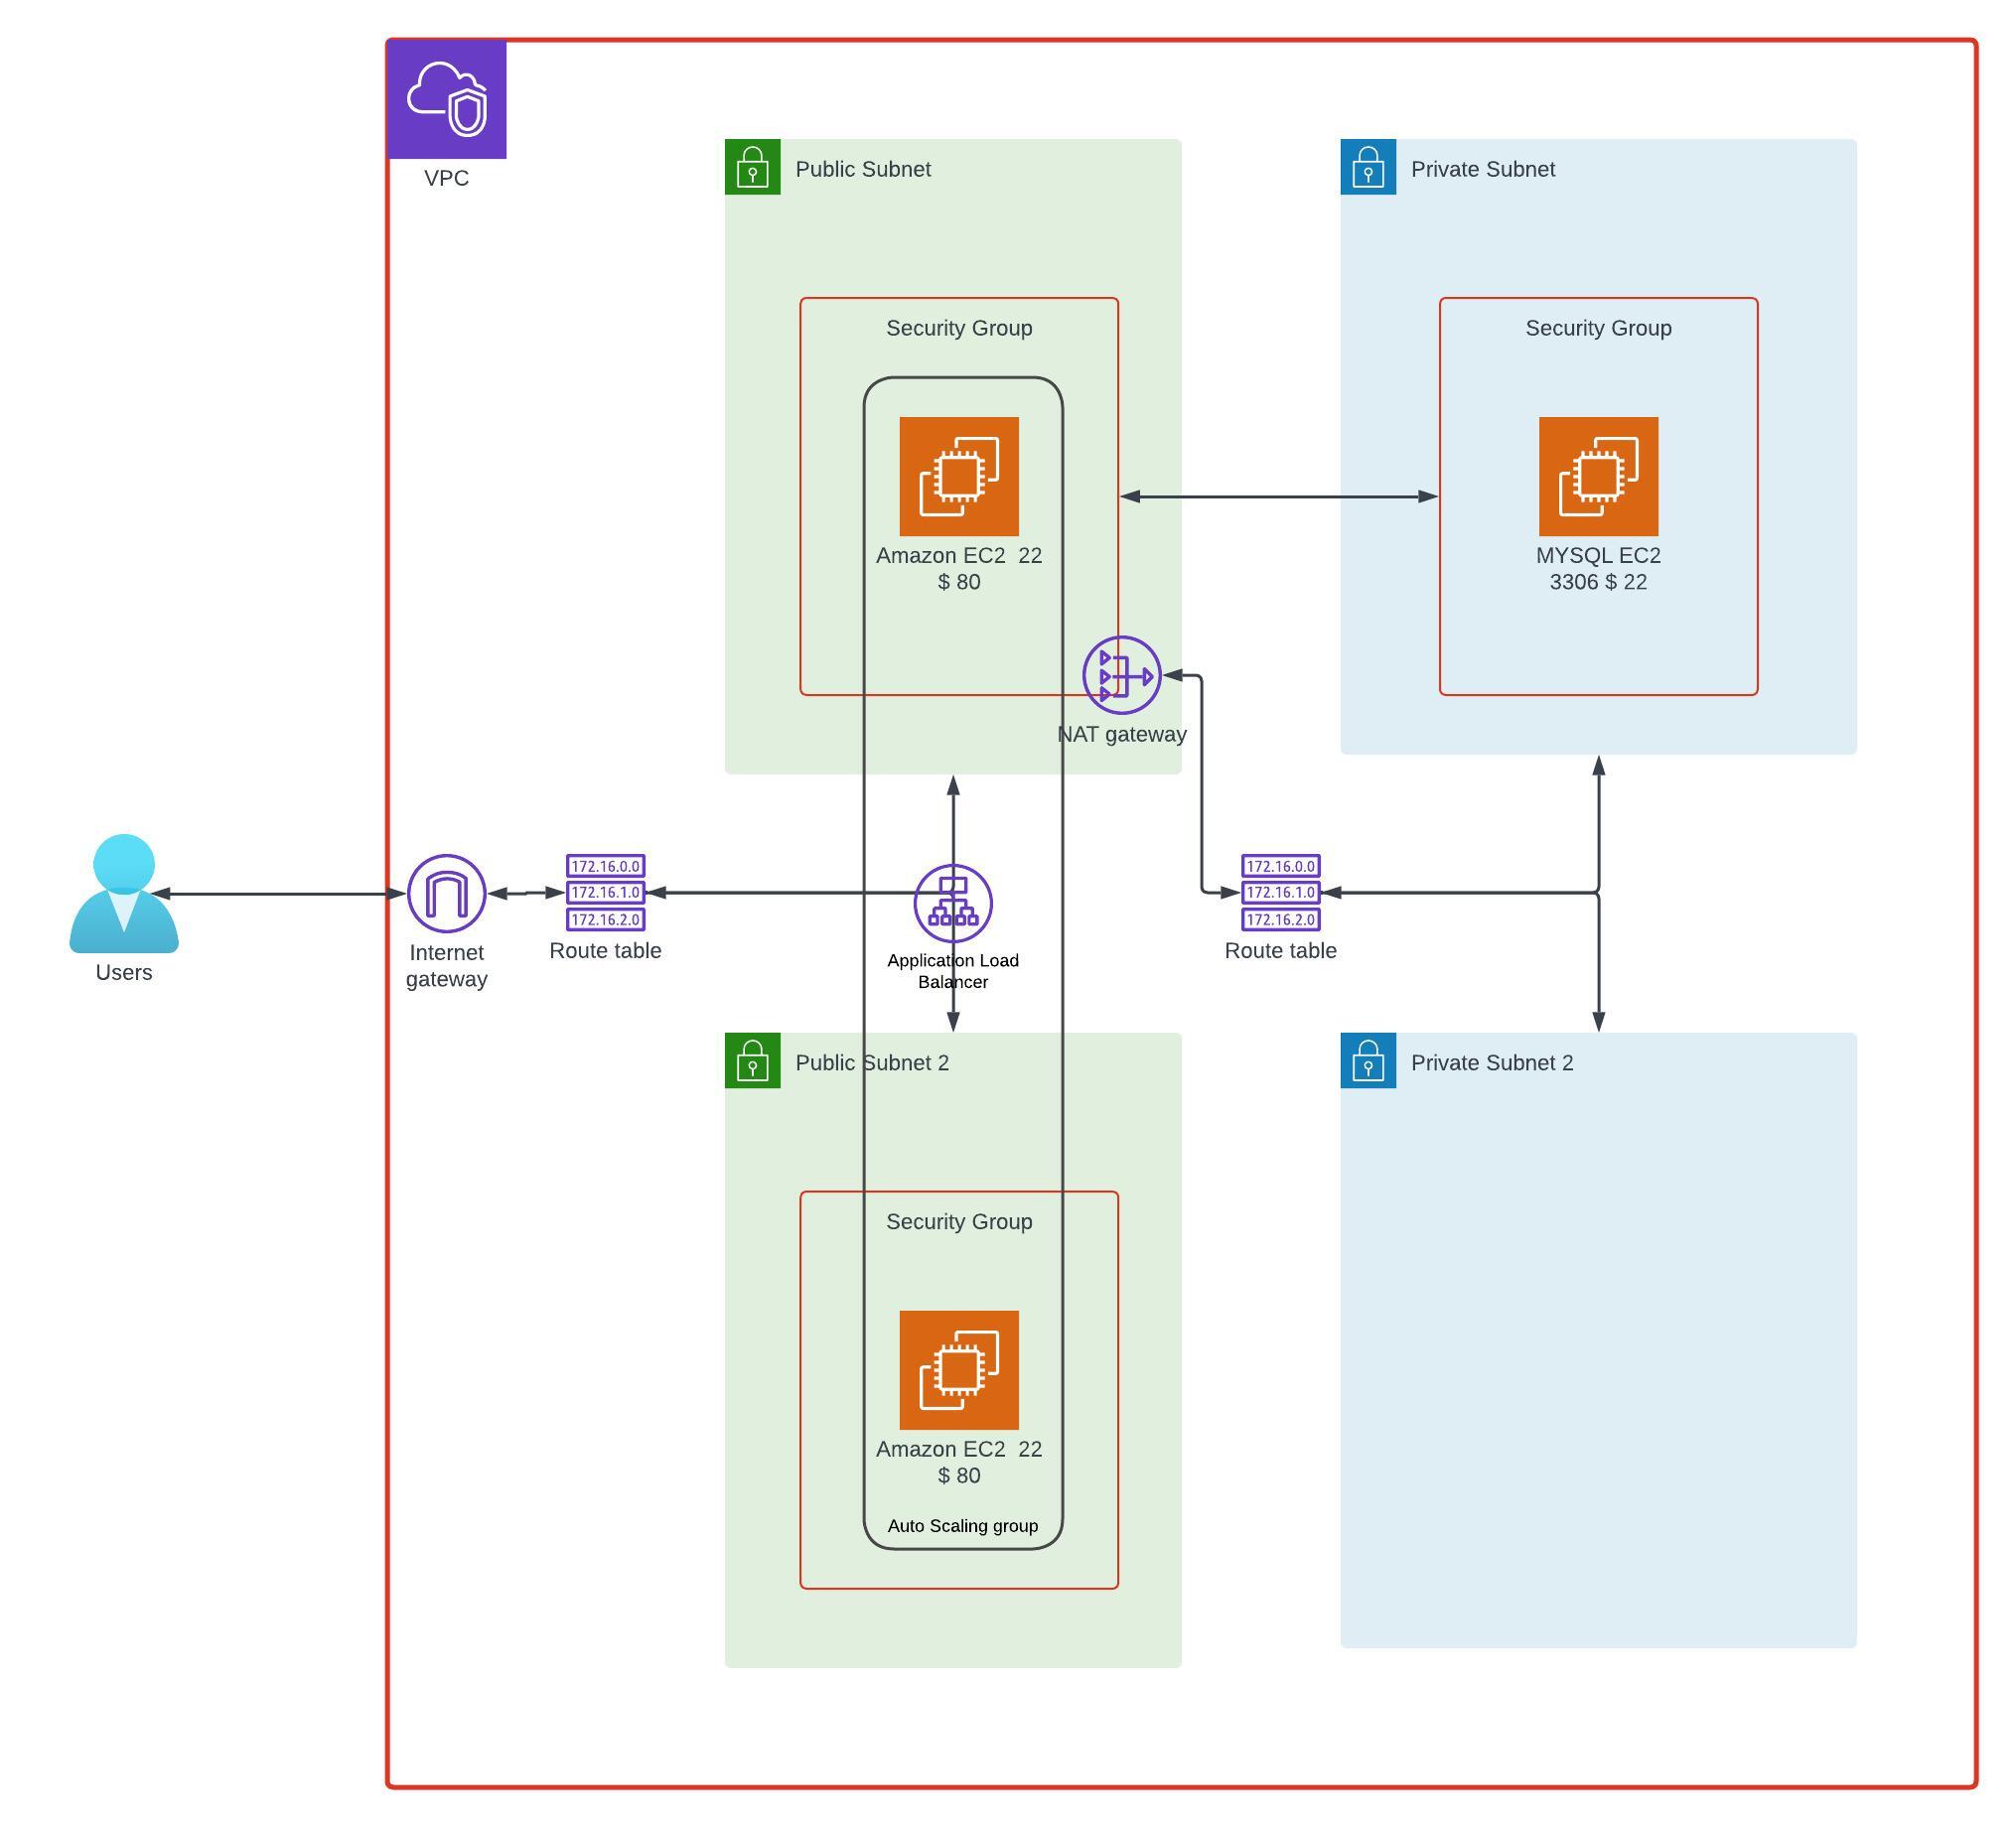 VPC
Public Subnet
Private Subnet
Security Group
Security Group
Amazon EC2  22
$ 80
MYSQL EC2
3306 $ 22
NAT gateway
172.16.0.0
172.16.1.0
172.16.2.0
Route table
172.16.0.0
172.16.1.0
172.16.2.0
Route table
Users
Internet
gateway
Application Load
Balancer
Public Subnet 2
Private Subnet 2
Security Group
Amazon EC2  22
$ 80
Auto Scaling group